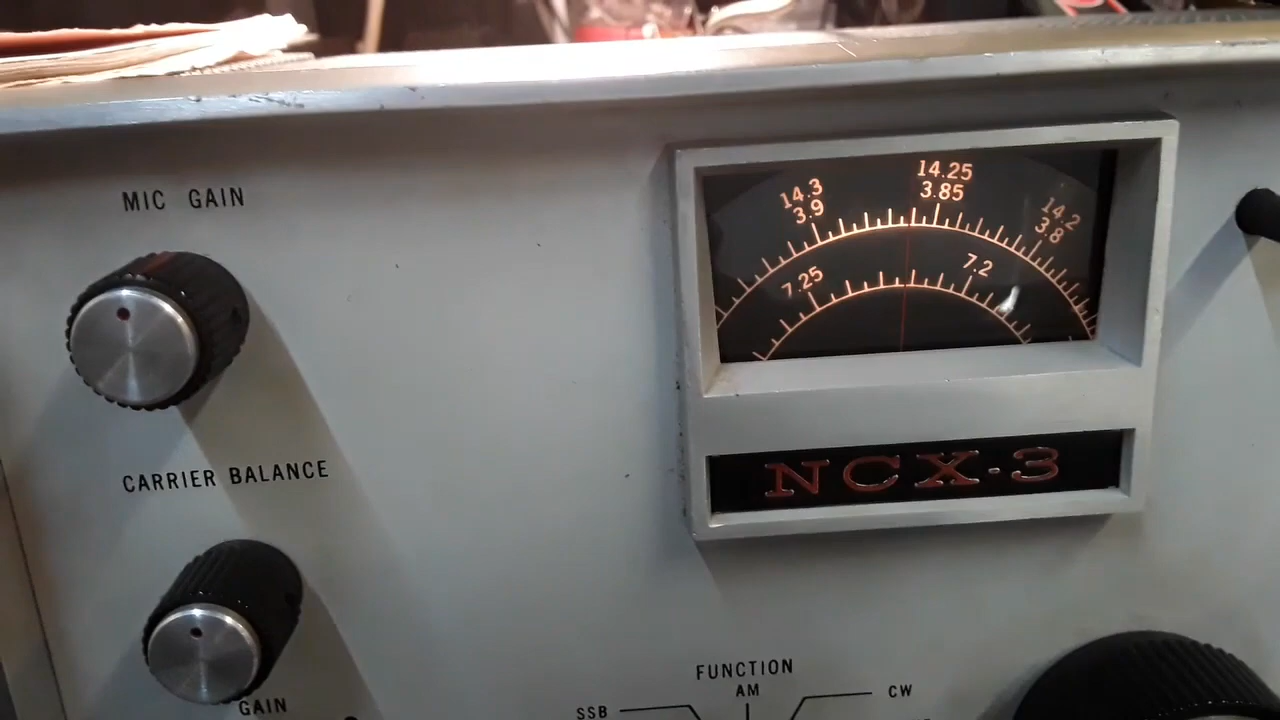 MIC GAIN
14.3
3.9
14.25
3.85
14.2
3.8
7.25
7.2
CARRIER BALANCE
NCX-3
GAIN
FUNCTION
SSB
AM
CW